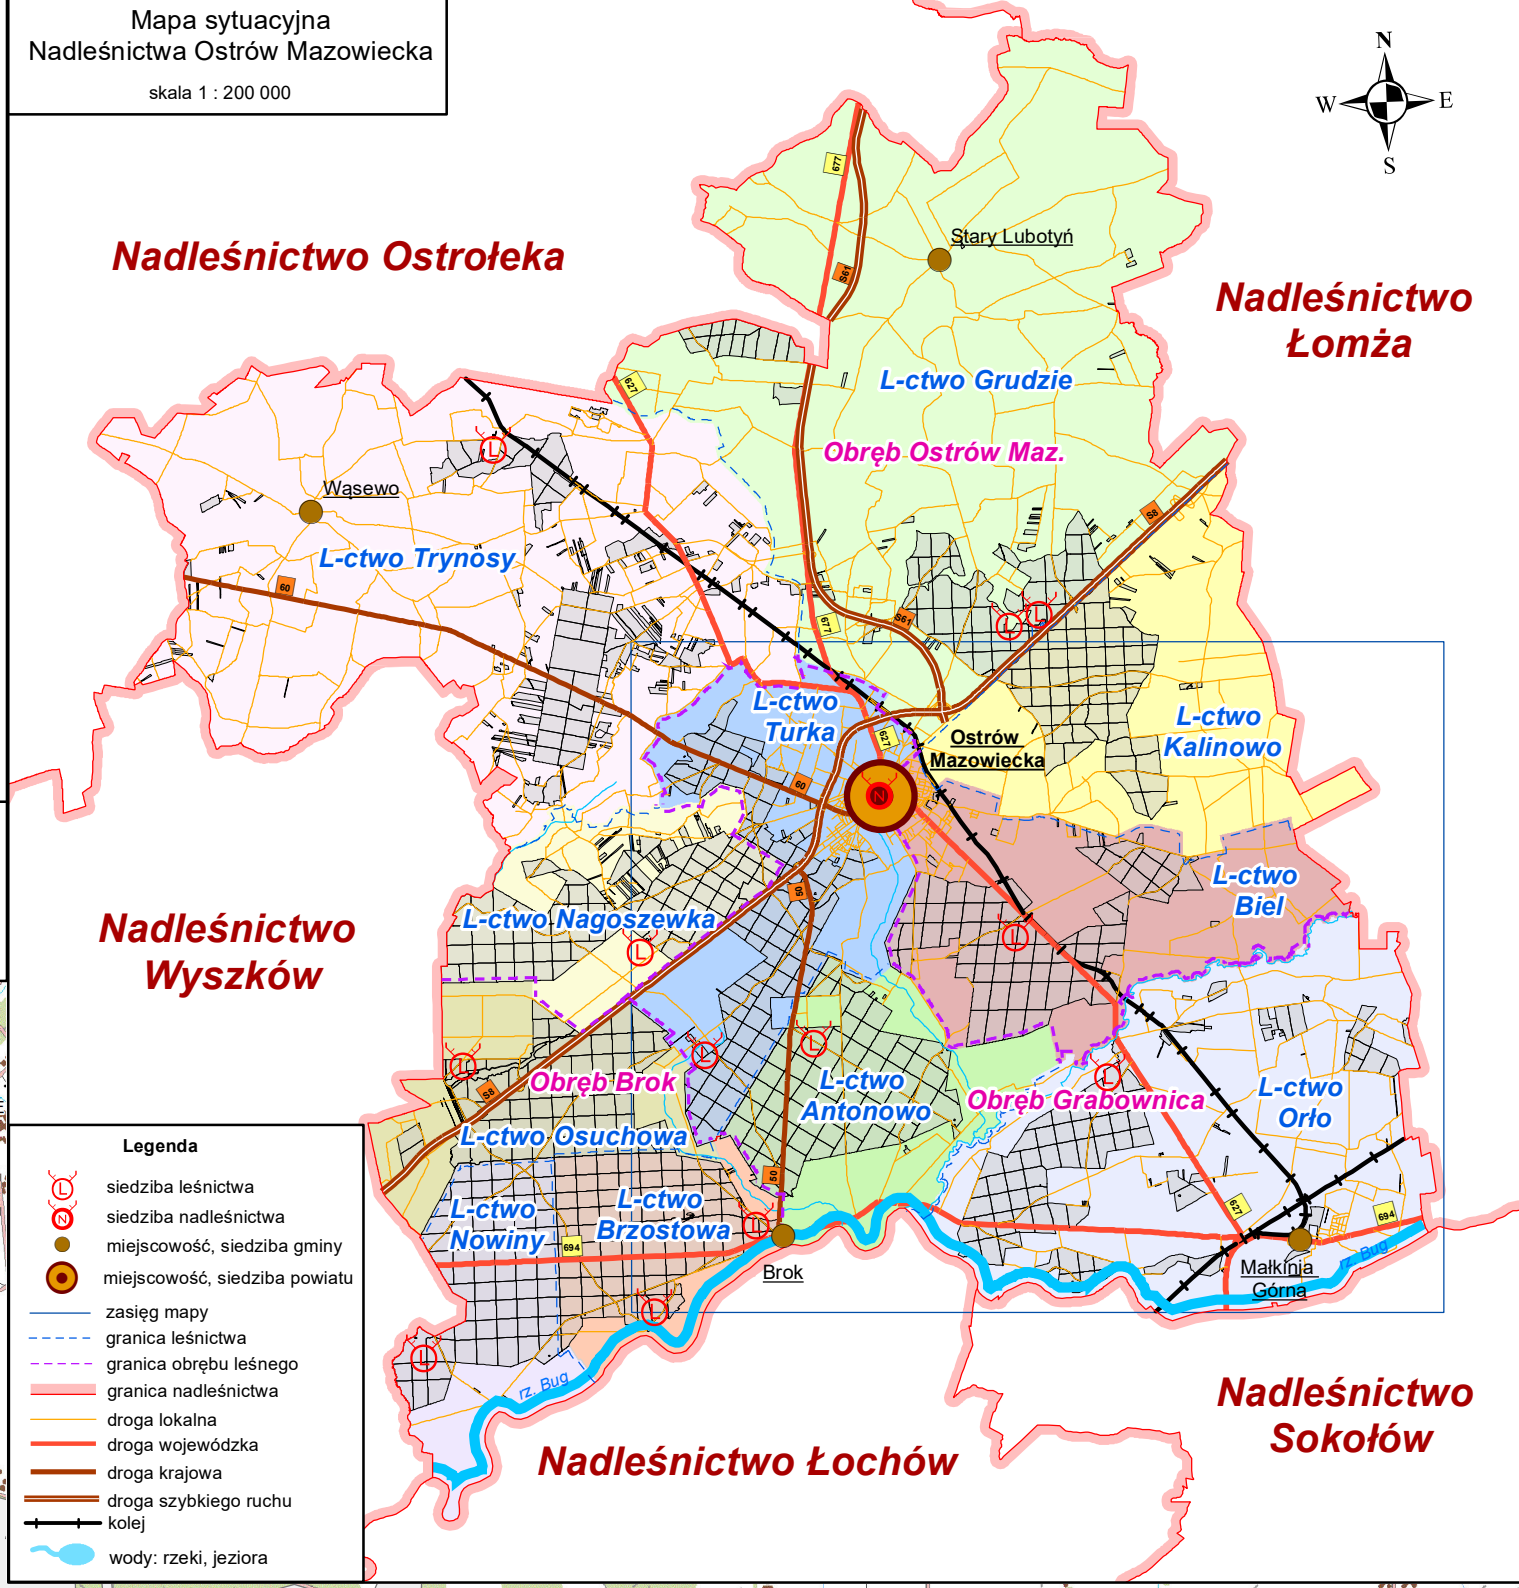 Mapa sytuacyjna
Nadleśnictwa Ostrów Mazowiecka
skala 1 : 200 000
N
W
E
S
677
Stary Lubotyń
Nadleśnictwo Ostrołeka
S61
Nadleśnictwo
Łomża
627
L-ctwo Grudzie
Obręb Ostrów Maz.
L
Wąsewo
S8
L-ctwo Trynosy
60
L
L
S61
677
L-ctwo
Turka
L-ctwo
Kalinowo
627
Ostrów
Mazowiecka
60
N
L-ctwo
Biel
50
L-ctwo Nagoszewka
Nadleśnictwo
Wyszków
L
L
L
L
L
L
Obręb Brok
S8
L-ctwo
Antonowo
Obręb Grabownica
L-ctwo
Orło
L-ctwo Osuchowa
50
L-ctwo
Nowiny
L-ctwo
Brzostowa
L
694
627
694
Brok
rz. Bug
Małkinia
Górna
L
L
rz. Bug
Nadleśnictwo
Sokołów
Nadleśnictwo Łochów
Legenda
L
siedziba leśnictwa
N
siedziba nadleśnictwa
miejscowość, siedziba gminy
miejscowość, siedziba powiatu
zasięg mapy
granica leśnictwa
granica obrębu leśnego
granica nadleśnictwa
droga lokalna
droga wojewódzka
droga krajowa
droga szybkiego ruchu
kolej
wody: rzeki, jeziora